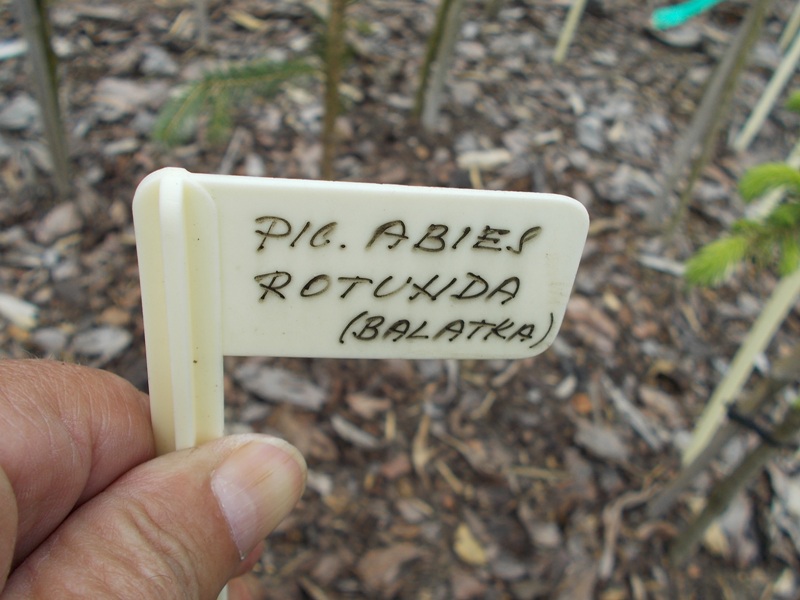 PIC. ABIES
ROTUNDA
(BALATKA)